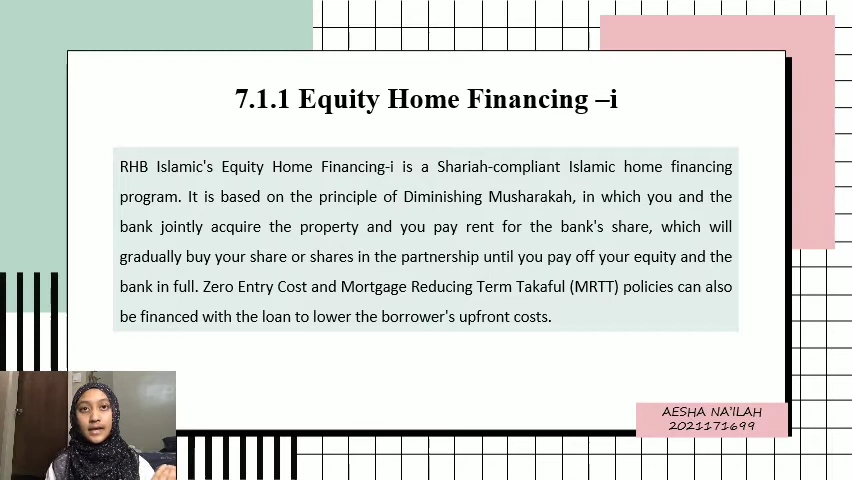 7.1.1 Equity Home Financing –i
RHB Islamic's Equity Home Financing-i is a Shariah-compliant Islamic home financing
program. It is based on the principle of Diminishing Musharakah, in which you and the
bank jointly acquire the property and you pay rent for the bank's share, which will
gradually buy your share or shares in the partnership until you pay off your equity and the
bank in full. Zero Entry Cost and Mortgage Reducing Term Takaful (MRTT) policies can also
be financed with the loan to lower the borrower's upfront costs.
AESHA NA'ILAH
2021171699